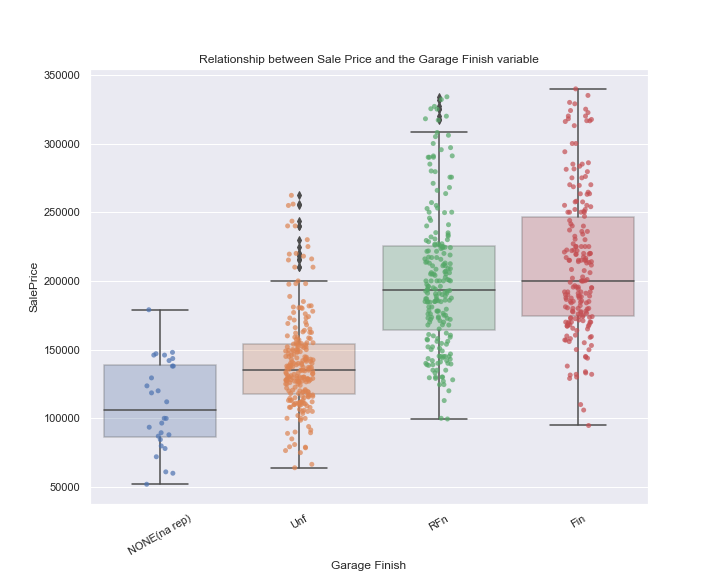 Relationship between Sale Price and the Garage Finish variable
350000
300000
250000
200000
150000
100000
50000
SalePrice
NONE(na rep)
Unf
RFn
Fin
Garage Finish